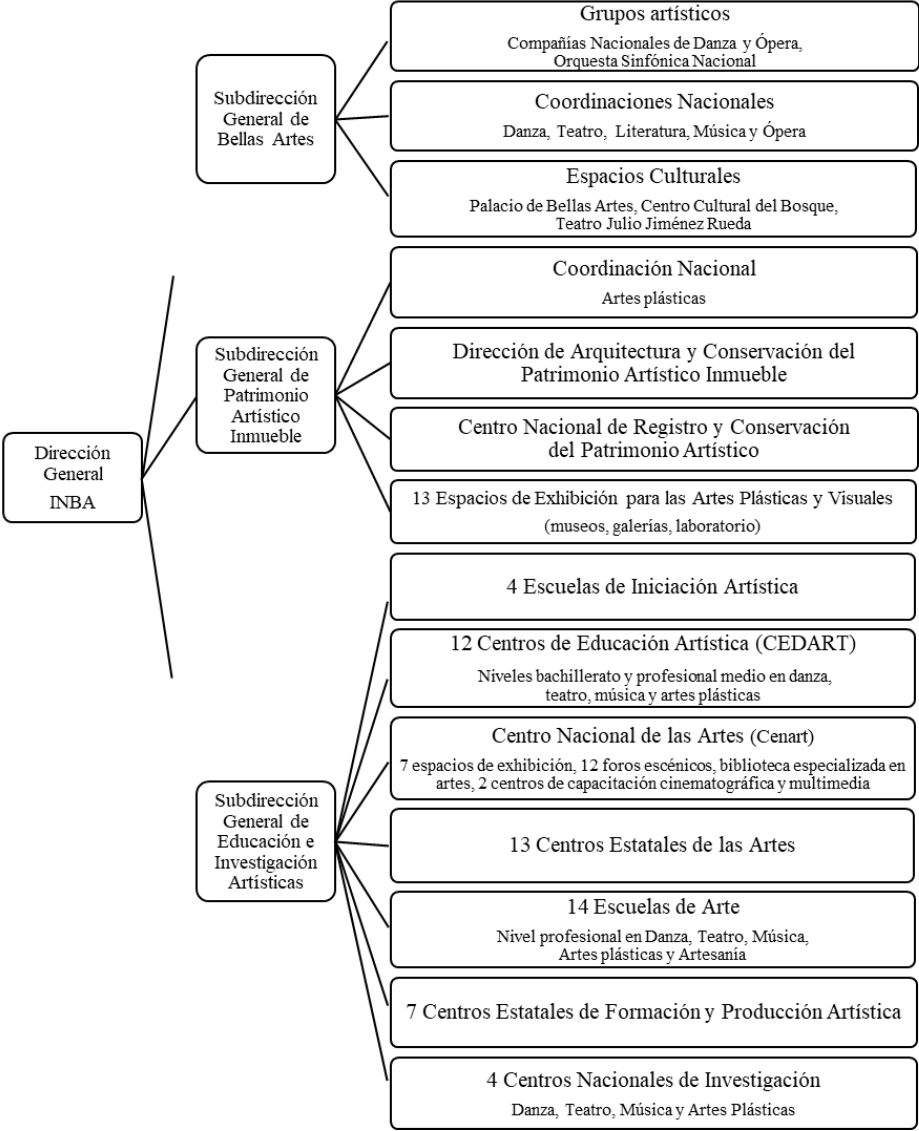 Dirección
General
INBA
Subdirección
General de
Bellas Artes
Grupos artísticos
Compañías Nacionales de Danza y Ópera,
Orquesta Sinfónica Nacional
Coordinaciones Nacionales
Danza, Teatro, Literatura, Música y Ópera
Espacios Culturales
Palacio de Bellas Artes, Centro Cultural del Bosque,
Teatro Julio Jiménez Rueda
Subdirección
General de
Patrimonio
Artístico
Inmueble
Coordinación Nacional
Artes plásticas
Dirección de Arquitectura y Conservación del
Patrimonio Artístico Inmueble
Centro Nacional de Registro y Conservación
del Patrimonio Artístico
13 Espacios de Exhibición para las Artes Plásticas y Visuales
(museos, galerías, laboratorio)
Subdirección
General de
Educación e
Investigación
Artísticas
4 Escuelas de Iniciación Artística
12 Centros de Educación Artística (CEDART)
Niveles bachillerato y profesional medio en danza,
teatro, música y artes plásticas
Centro Nacional de las Artes (Cenart)
7 espacios de exhibición, 12 foros escénicos, biblioteca especializada en
artes, 2 centros de capacitación cinematográfica y multimedia
13 Centros Estatales de las Artes
14 Escuelas de Arte
Nivel profesional en Danza, Teatro, Música,
Artes plásticas y Artesanía
7 Centros Estatales de Formación y Producción Artística
4 Centros Nacionales de Investigación
Danza, Teatro, Música y Artes Plásticas